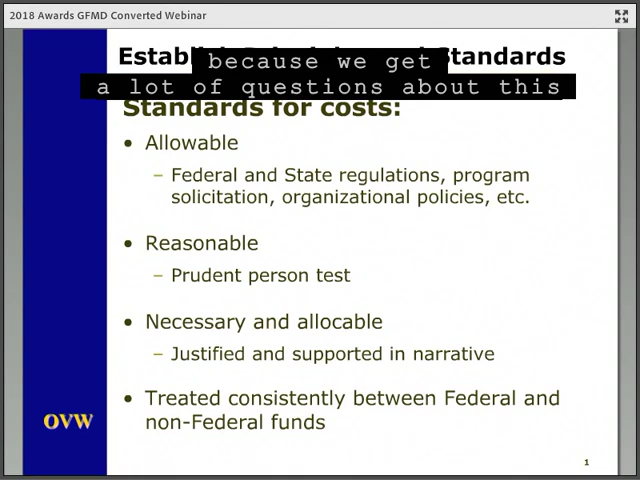 2018 Awards GFMD Converted Webinar
Standards
because we get
a lot of questions about this
Standards for costs:
• Allowable
– Federal and State regulations, program
solicitation, organizational policies, etc.
• Reasonable
– Prudent person test
• Necessary and allocable
– Justified and supported in narrative
• Treated consistently between Federal and
non-Federal funds
OVW
1